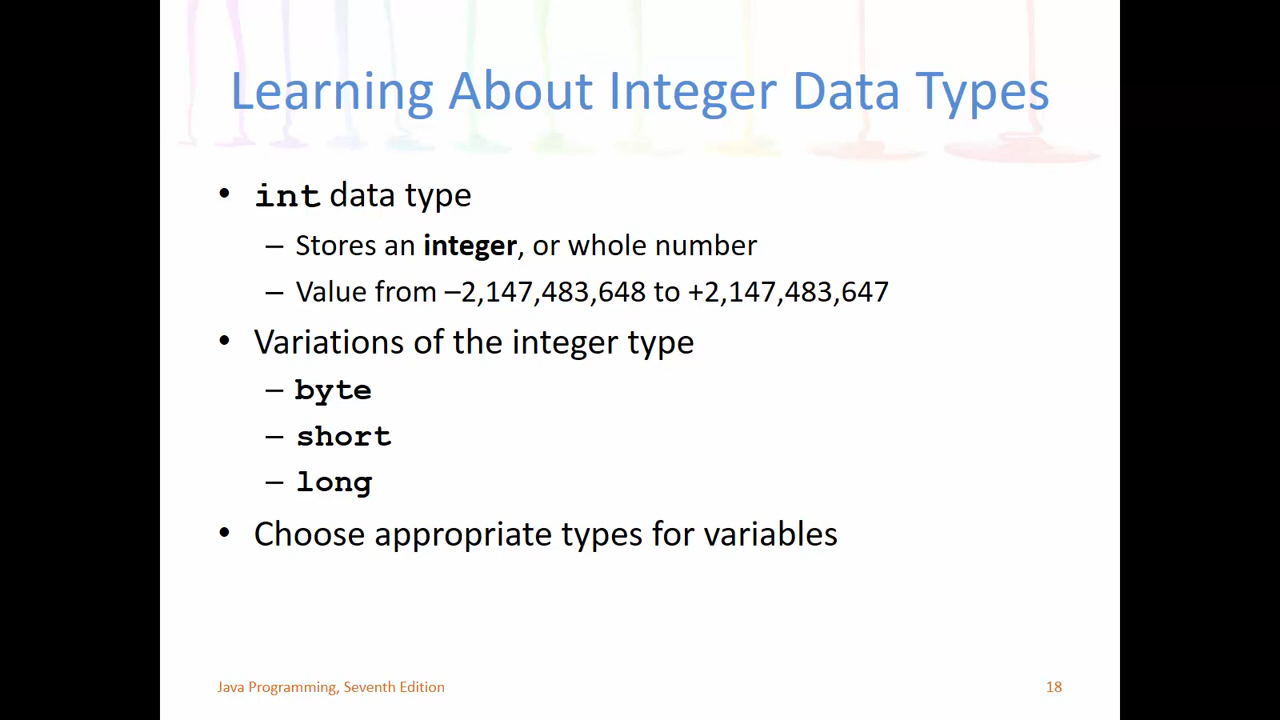 Learning About Integer Data Types
• int data type
– Stores an integer, or whole number
– Value from –2,147,483,648 to +2,147,483,647
• Variations of the integer type
– byte
– short
– long
• Choose appropriate types for variables
Java Programming, Seventh Edition 18